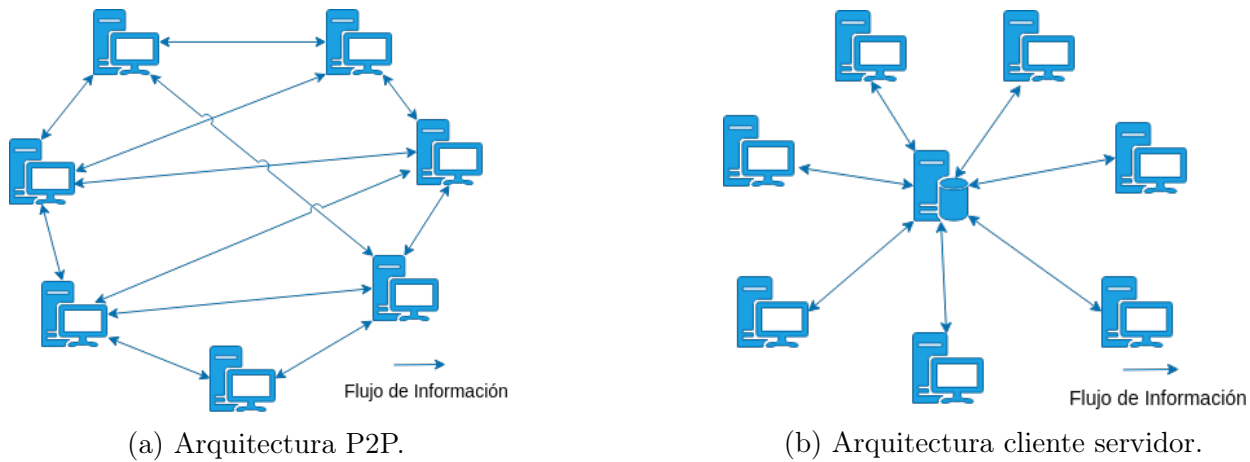 Flujo de Información
(a) Arquitectura P2P.
Flujo de Información
(b) Arquitectura cliente servidor.